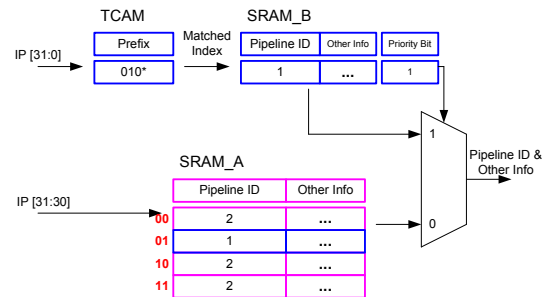 TCAM
SRAM_B
Prefix
Matched
Index
Pipeline ID
Other Info
Priority Bit
IP [31:0]
010*
1
...
1
1
Pipeline ID &
Other Info
0
SRAM_A
Pipeline ID
Other Info
IP [31:30]
00
2
...
01
1
...
10
2
...
11
2
...